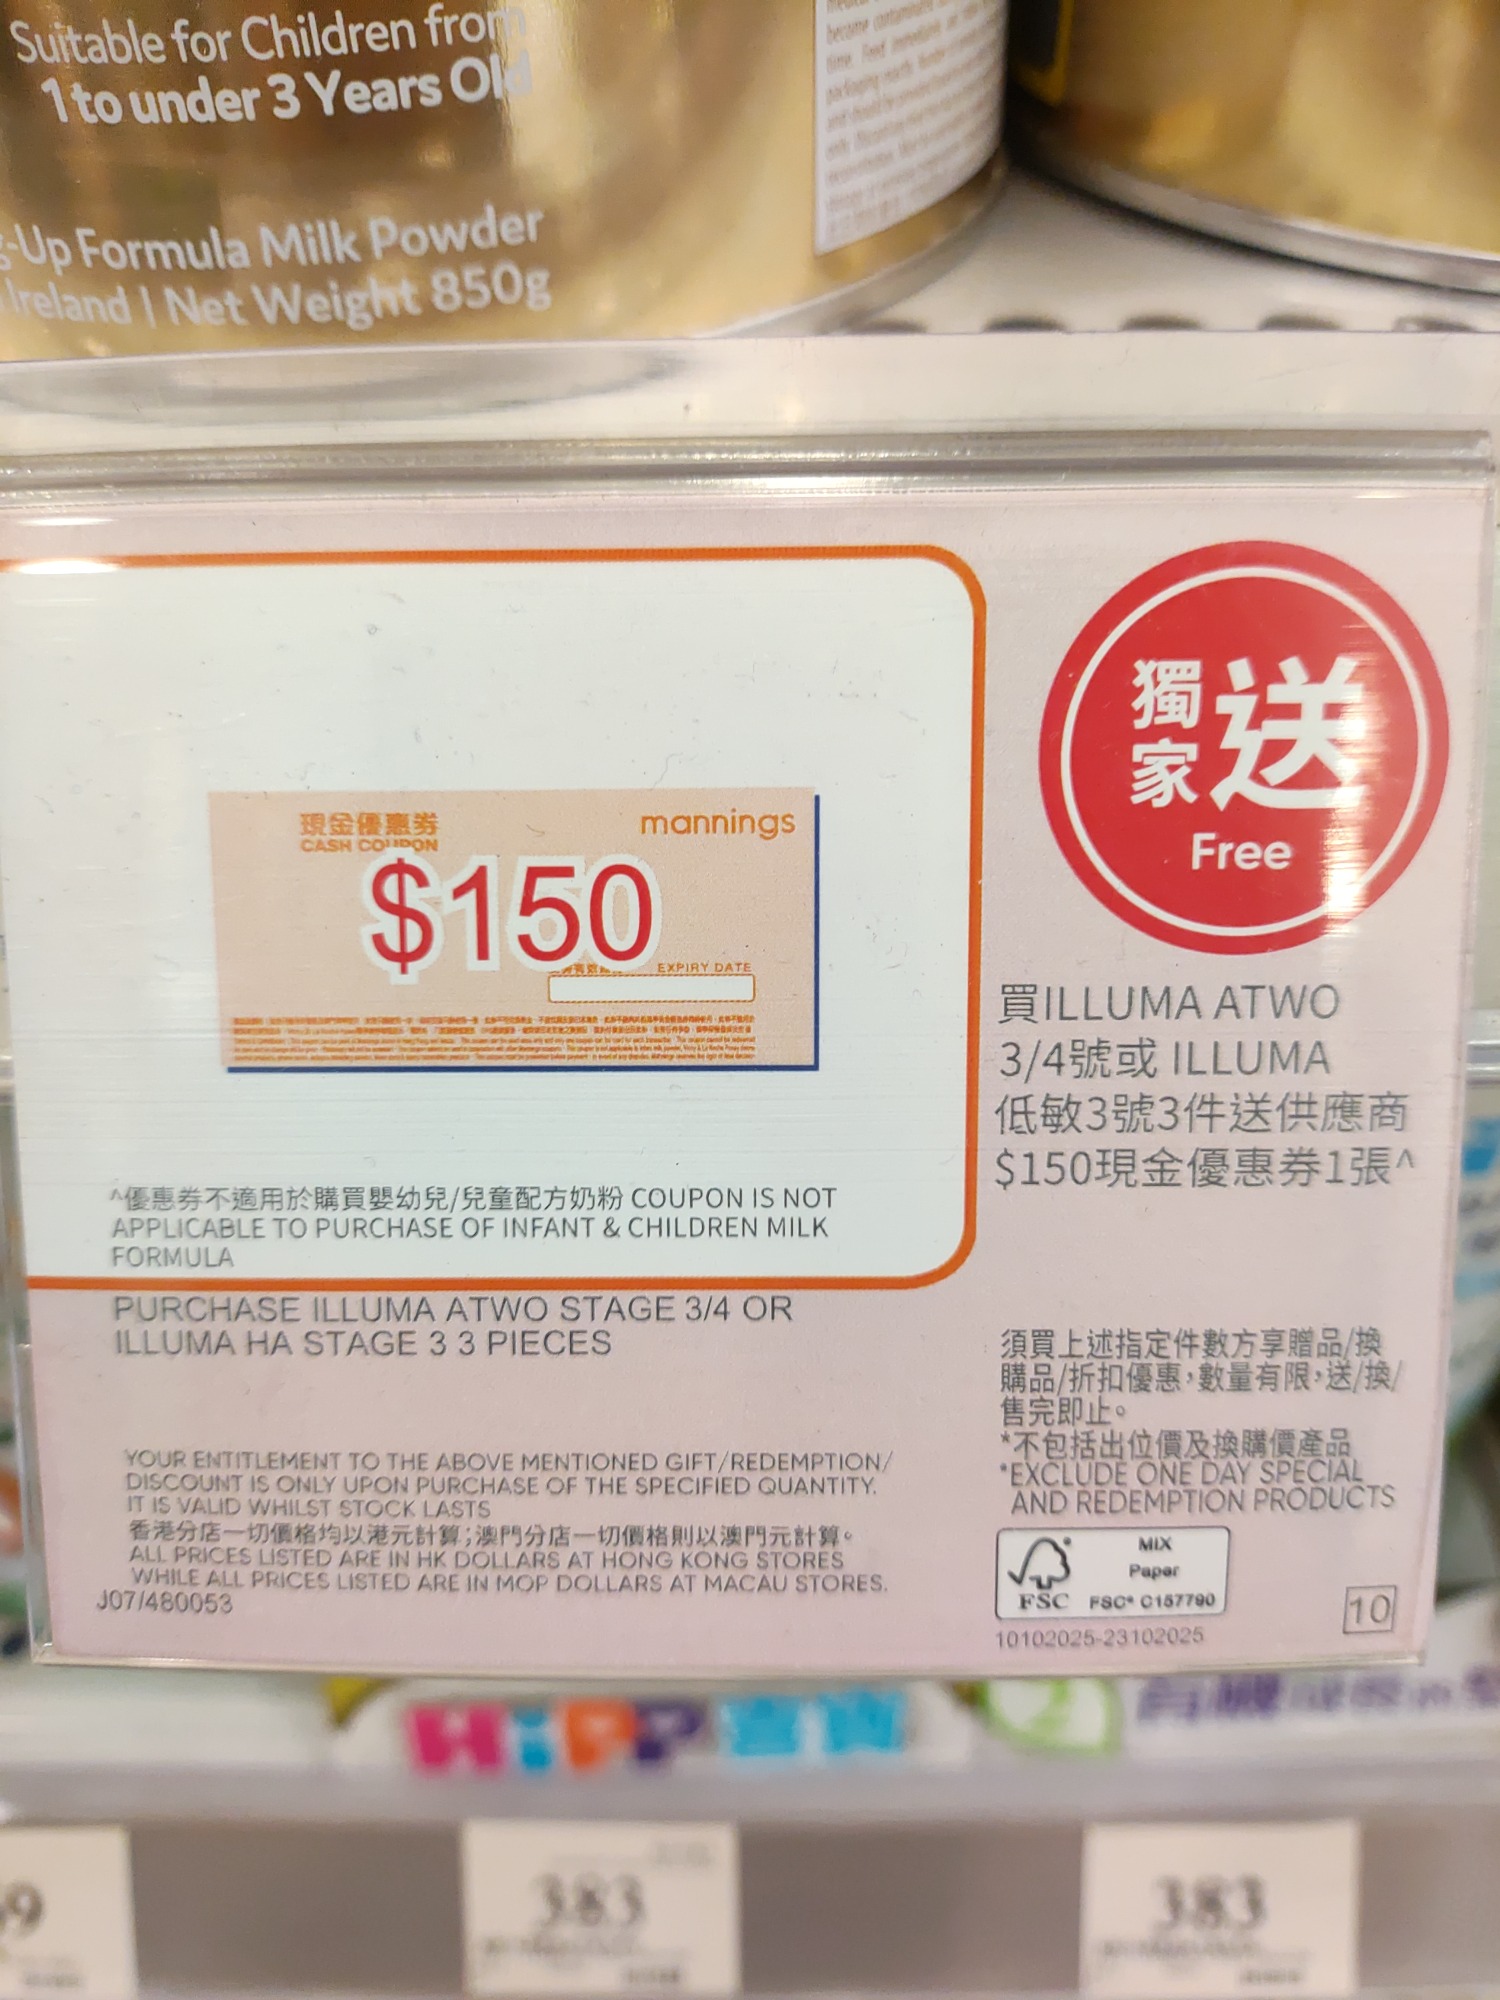 Suitable for Children from
1 to under 3 Years Old
-Up Formula Milk Powder
Ireland | Net Weight 850g
獨家送
Free
現金優惠券
CASH COUPON
mannings
$150
EXPIRY DATE
買ILLUMA ATWO
3/4號或 ILLUMA
低敏3號3件送供應商
$150現金優惠券1張^
^優惠券不適用於購買嬰幼兒/兒童配方奶粉 COUPON IS NOT
APPLICABLE TO PURCHASE OF INFANT & CHILDREN MILK
FORMULA
PURCHASE ILLUMA ATWO STAGE 3/4 OR
ILLUMA HA STAGE 3 3 PIECES
須買上述指定件數方享贈品/換
購品/折扣優惠,數量有限,送/換/
售完即止。
*不包括出位價及換購價產品
*EXCLUDE ONE DAY SPECIAL
AND REDEMPTION PRODUCTS
YOUR ENTITLEMENT TO THE ABOVE MENTIONED GIFT/REDEMPTION/
DISCOUNT IS ONLY UPON PURCHASE OF THE SPECIFIED QUANTITY.
IT IS VALID WHILST STOCK LASTS
香港分店一切價格均以港元計算;澳門分店一切價格則以澳門元計算。
ALL PRICES LISTED ARE IN HK DOLLARS AT HONG KONG STORES
WHILE ALL PRICES LISTED ARE IN MOP DOLLARS AT MACAU STORES.
J07/480053
FSC
MIX
Paper
FSC® C157790
10
10102025-23102025
HiPP
9
383
383